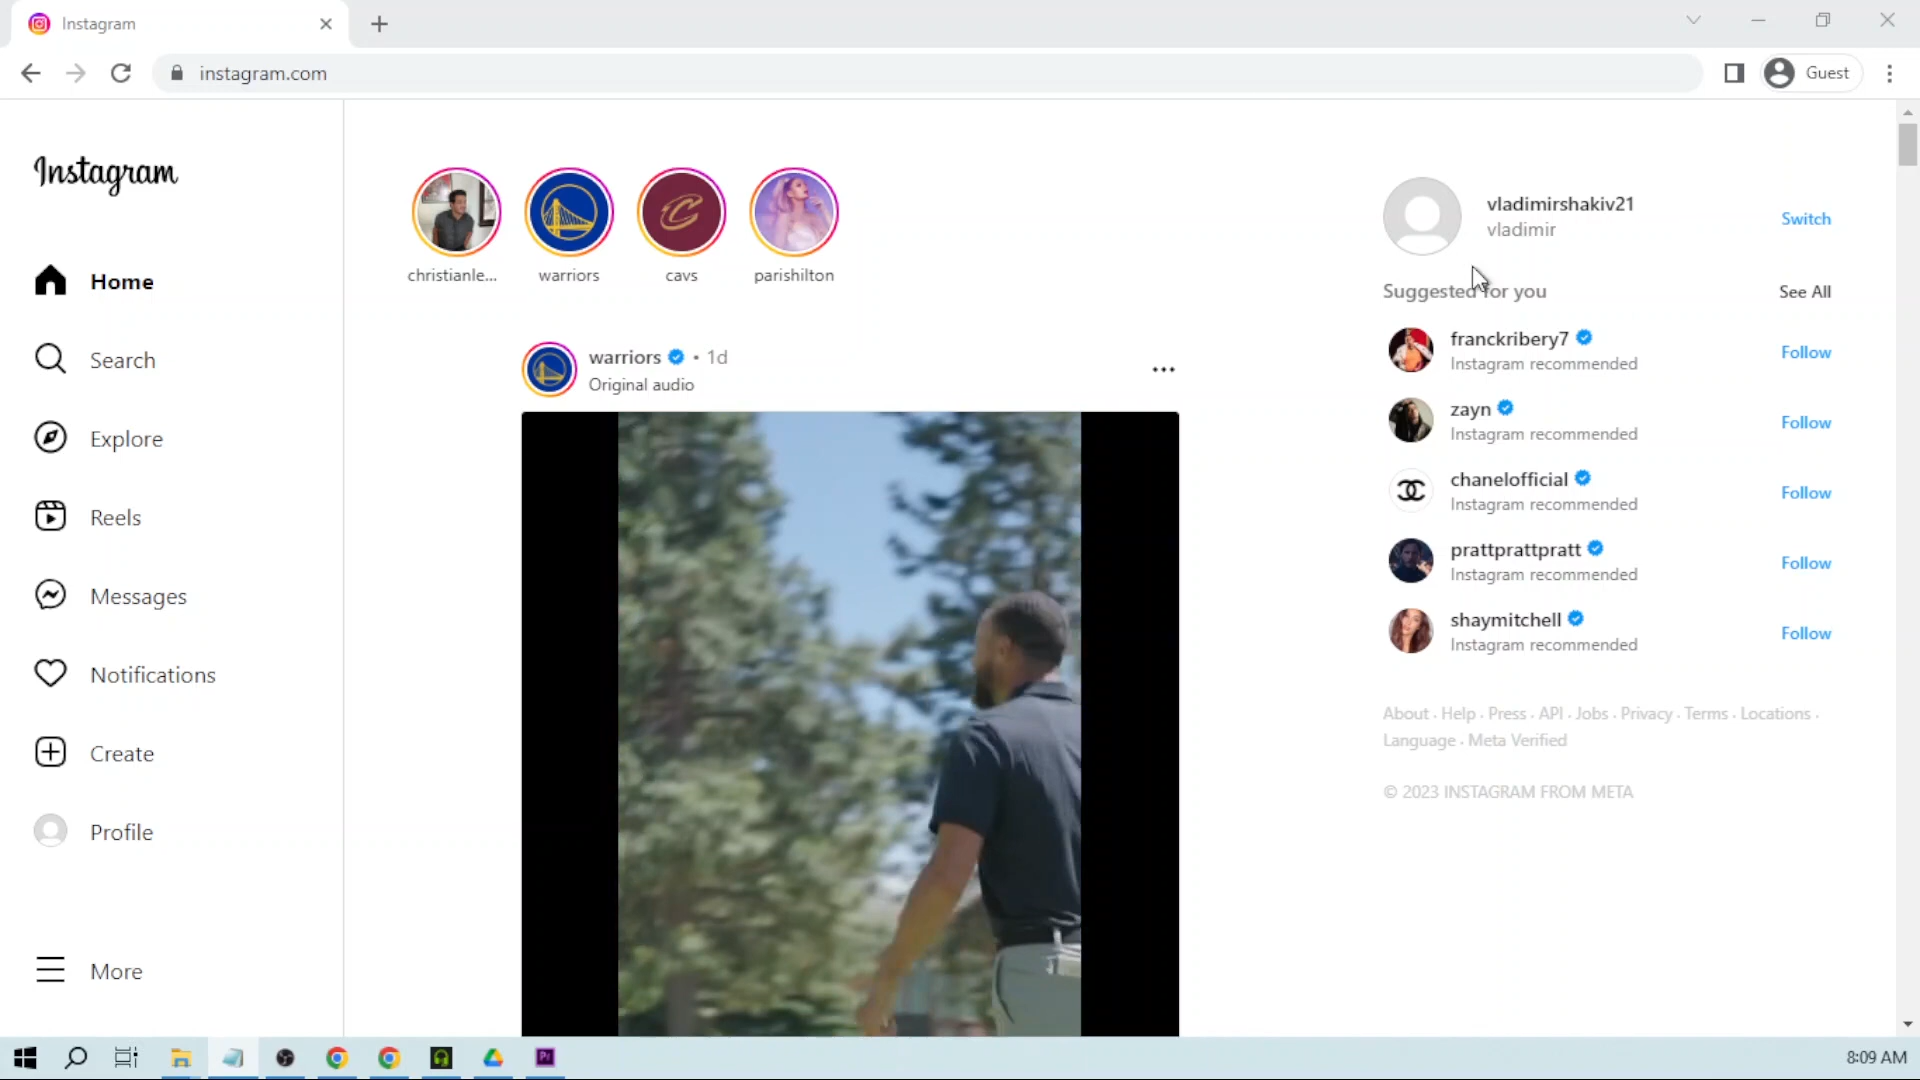 Instagram
instagram.com
Guest
Instagram
Home
Search
Explore
Reels
Messages
Notifications
Create
Profile
More
christianle...
warriors
cavs
parishilton
warriors • 1d
Original audio
vladimirshakiv21
vladimir
Switch
Suggested for you
See All
franckribery7
Instagram recommended
Follow
zayn
Instagram recommended
Follow
chanelofficial
Instagram recommended
Follow
prattprattpratt
Instagram recommended
Follow
shaymitchell
Instagram recommended
Follow
About · Help · Press · API · Jobs · Privacy · Terms · Locations ·
Language · Meta Verified
© 2023 INSTAGRAM FROM META
Pr
8:09 AM